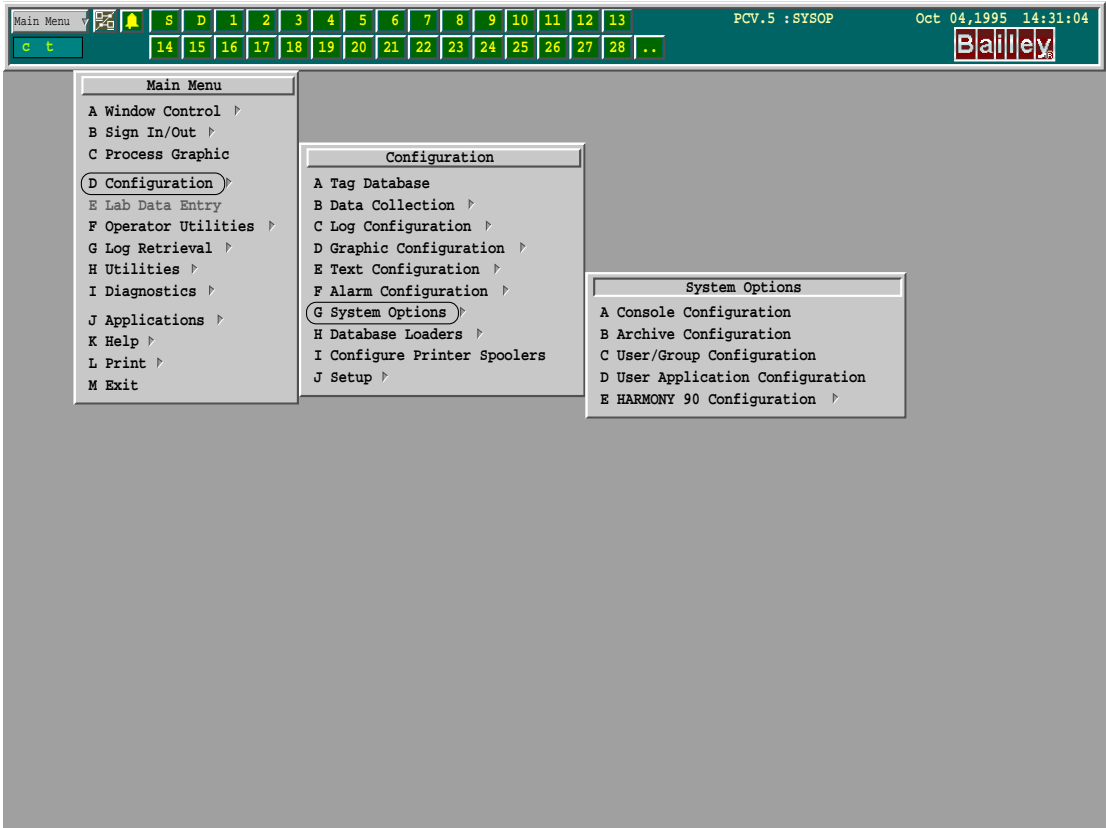 Main Menu S D 1 2 3 4 5 6 7 8 9 10 11 12 13 PCV.5 :SYSOP Oct 04,1995 14:31:04
c t 14 15 16 17 18 19 20 21 22 23 24 25 26 27 28 .. Bailey®
Main Menu
A Window Control
B Sign In/Out
C Process Graphic
D Configuration
E Lab Data Entry
F Operator Utilities
G Log Retrieval
H Utilities
I Diagnostics
J Applications
K Help
L Print
M Exit
Configuration
A Tag Database
B Data Collection
C Log Configuration
D Graphic Configuration
E Text Configuration
F Alarm Configuration
G System Options
H Database Loaders
I Configure Printer Spoolers
J Setup
System Options
A Console Configuration
B Archive Configuration
C User/Group Configuration
D User Application Configuration
E HARMONY 90 Configuration